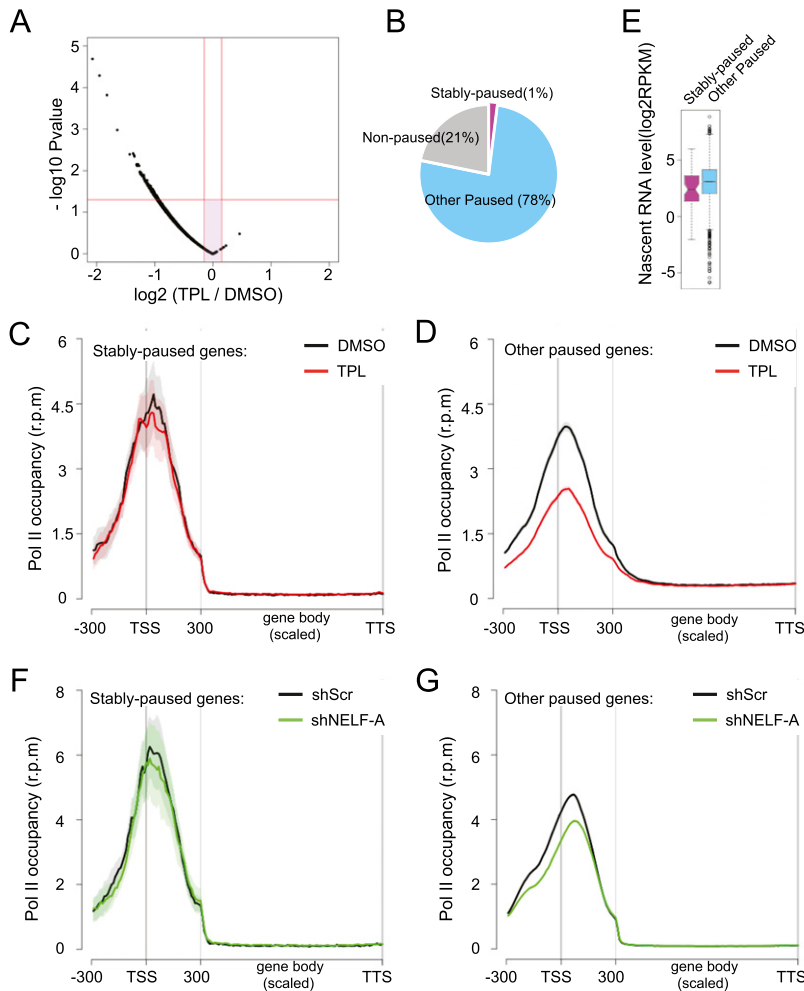 A
5
4
3
2
1
0
- log10 Pvalue
-2
-1
0
1
2
log2 (TPL / DMSO)
B
Stably-paused(1%)
Non-paused(21%)
Other Paused (78%)
E
Stably-paused
Other Paused
Nascent RNA level(log2RPKM)
5
0
-5
C
Stably-paused genes:
DMSO
TPL
6
4.5
3
1.5
0
Pol II occupancy (r.p.m)
-300
TSS
300
gene body
(scaled)
TTS
D
Other paused genes:
DMSO
TPL
6
4.5
3
1.5
0
Pol II occupancy (r.p.m)
-300
TSS
300
gene body
(scaled)
TTS
F
Stably-paused genes:
shScr
shNELF-A
8
6
4
2
0
Pol II occupancy (r.p.m)
-300
TSS
300
gene body
(scaled)
TTS
G
Other paused genes:
shScr
shNELF-A
8
6
4
2
0
Pol II occupancy (r.p.m)
-300
TSS
300
gene body
(scaled)
TTS